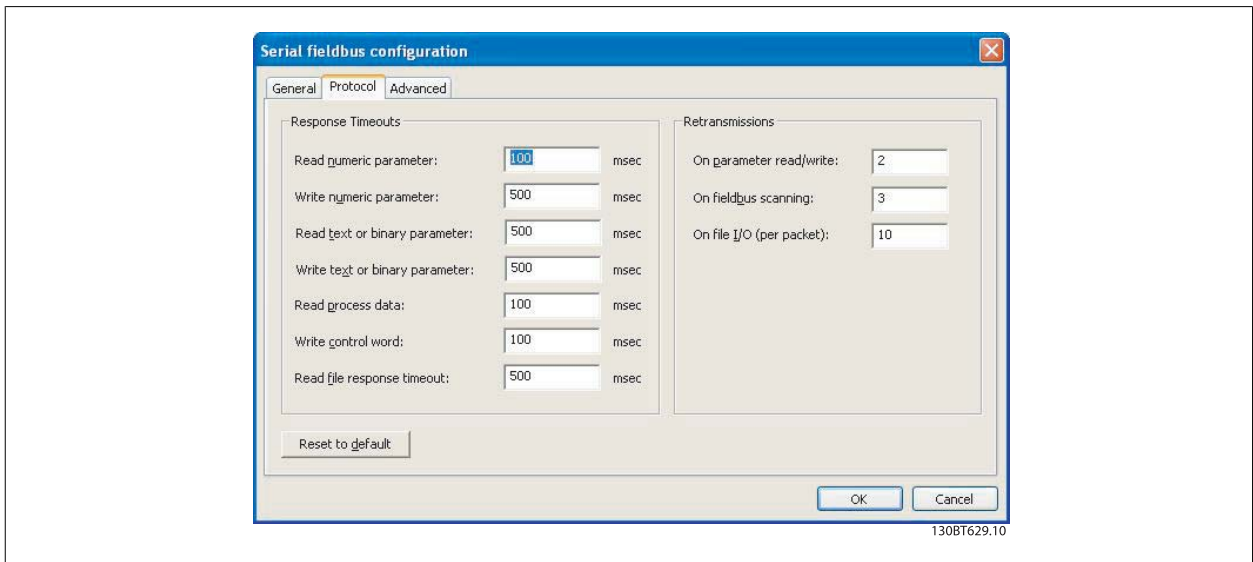 Serial fieldbus configuration
General Protocol Advanced
Response Timeouts
Read numeric parameter: 100 msec
Write numeric parameter: 500 msec
Read text or binary parameter: 500 msec
Write text or binary parameter: 500 msec
Read process data: 100 msec
Write control word: 100 msec
Read file response timeout: 500 msec
Retransmissions
On parameter read/write: 2
On fieldbus scanning: 3
On file I/O (per packet): 10
Reset to default
OK Cancel
130BT629.10